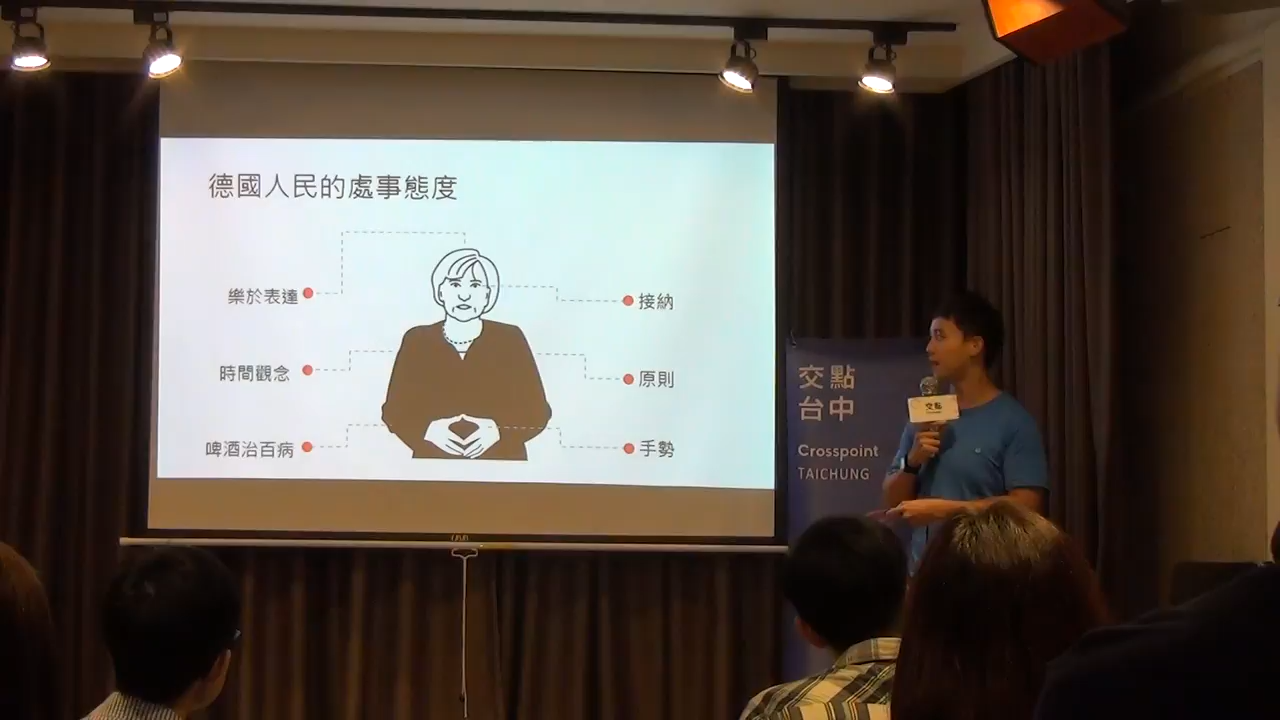 德國人民的處事態度
樂於表達
接納
時間觀念
原則
啤酒治百病
手勢
交點
台中
Crosspoint
TAICHUNG
交點